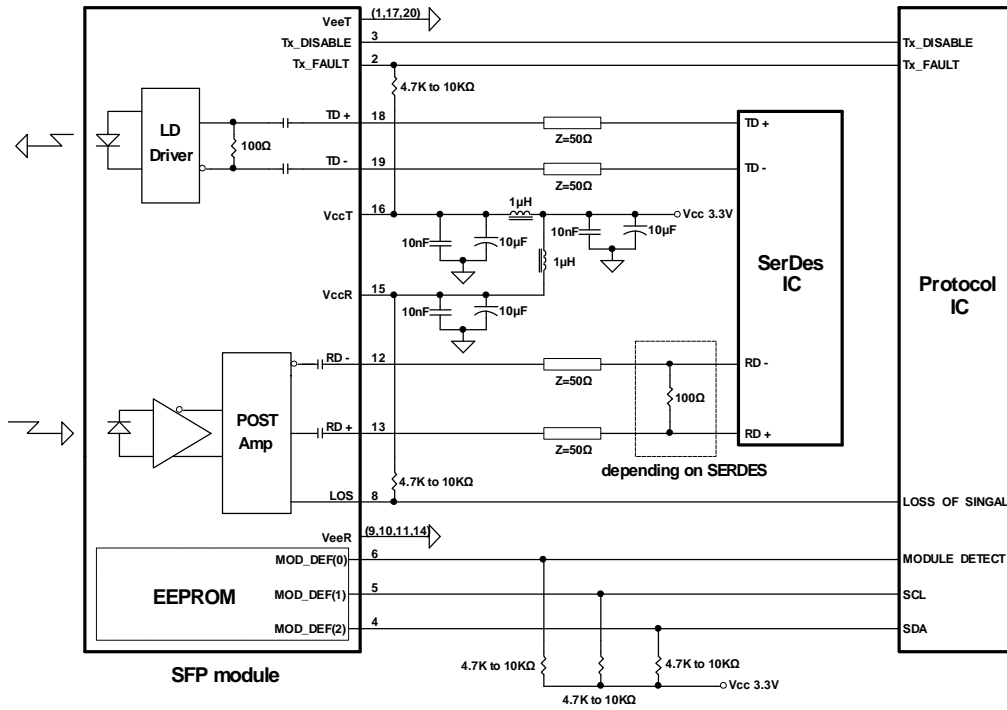 VeeT (1,17,20)
Tx_DISABLE 3 Tx_DISABLE
Tx_FAULT 2 Tx_FAULT
4.7K to 10KΩ
LD Driver
100Ω
TD + 18 Z=50Ω TD +
TD - 19 Z=50Ω TD -
1µH
VccT 16 Vcc 3.3V
10nF 10µF 10nF 10µF
1µH
SerDes IC
Protocol IC
VccR 15
10nF 10µF
RD - 12 Z=50Ω RD -
100Ω
POST Amp
RD + 13 Z=50Ω RD +
depending on SERDES
4.7K to 10KΩ
LOS 8 LOSS OF SINGAL
VeeR (9,10,11,14)
MOD_DEF(0) 6 MODULE DETECT
EEPROM
MOD_DEF(1) 5 SCL
MOD_DEF(2) 4 SDA
4.7K to 10KΩ 4.7K to 10KΩ
SFP module
Vcc 3.3V
4.7K to 10KΩ